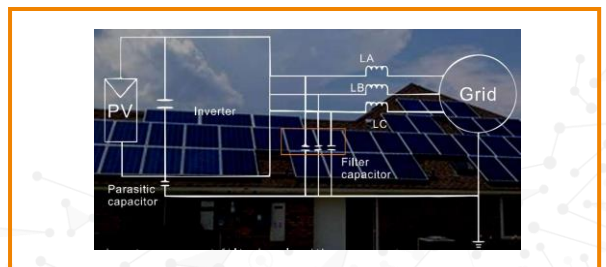 LA
LB
PV
Inverter
Grid
LC
Filter
capacitor
Parasitic
capacitor